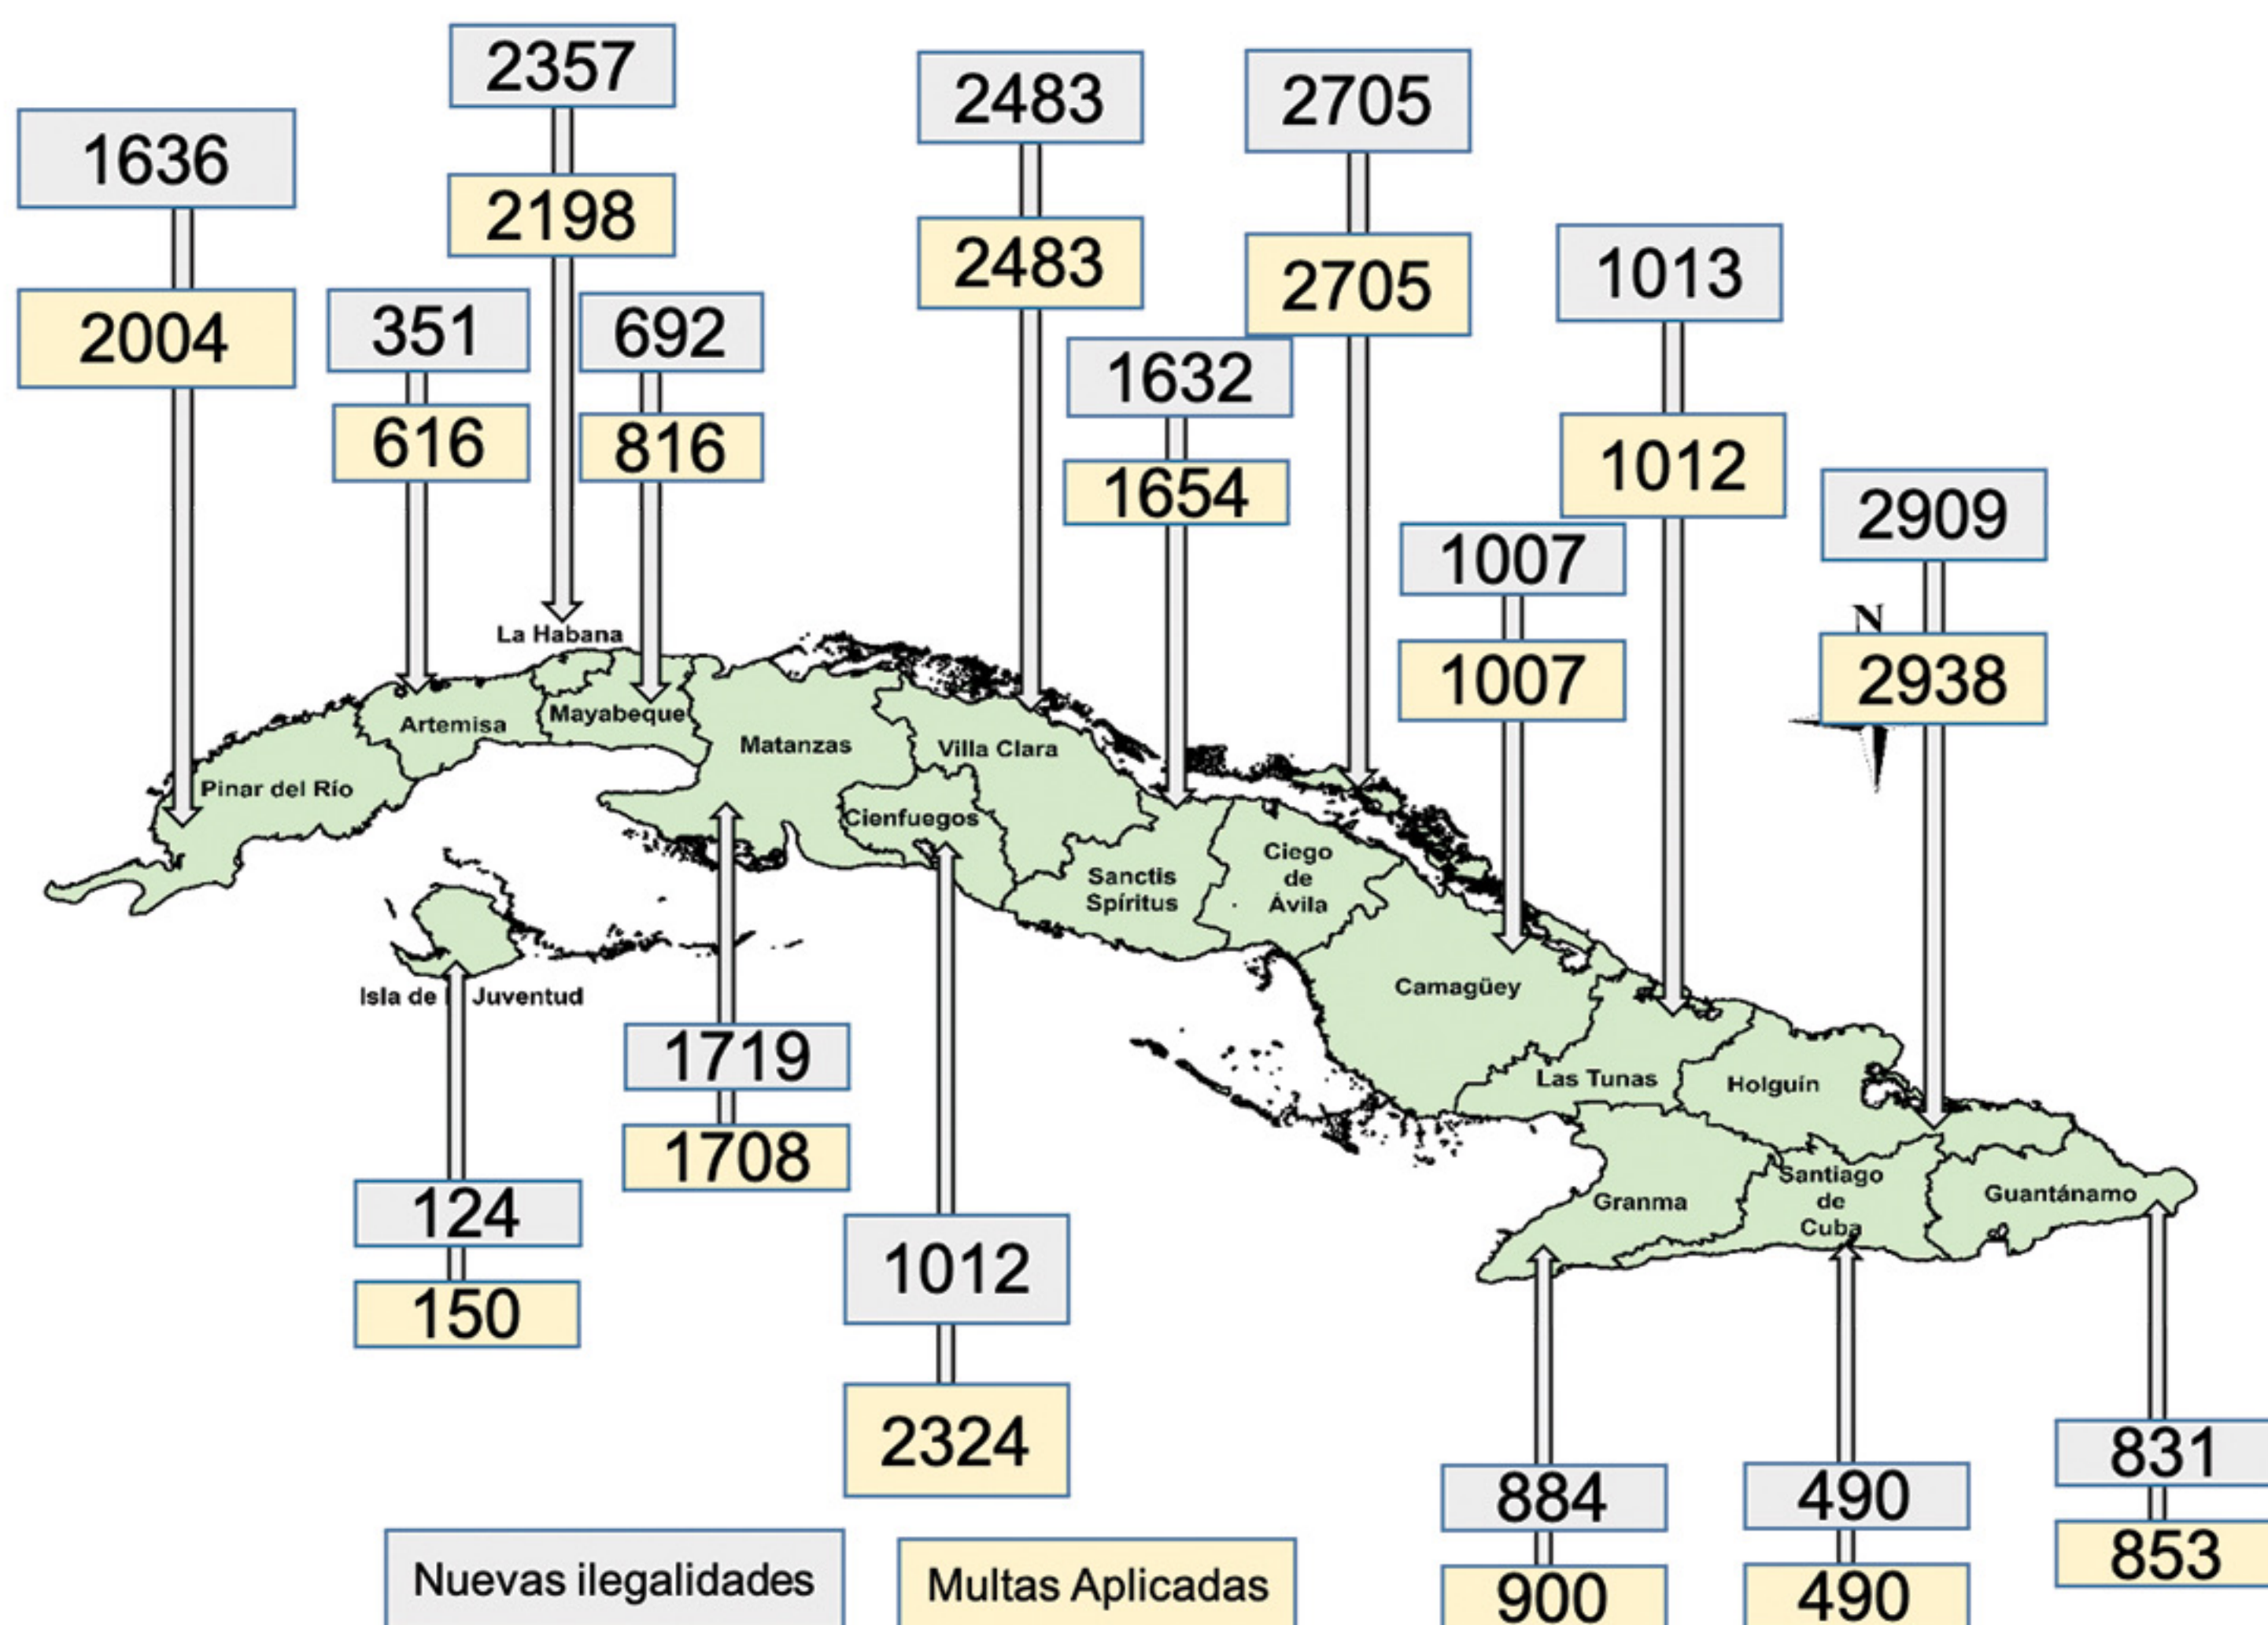 2357
2483
2705
1636
2198
1013
2483
2705
2004
351
692
1632
616
816
1012
1654
2909
1007
N
La Habana
1007
2938
Artemisa
Mayabeque
Matanzas
Villa Clara
Pinar del Río
Cienfuegos
Ciego
de
Ávila
Sanctis
Spíritus
Camagüey
Isla de Juventud
1719
Las Tunas
Holguín
1708
124
Santiago
de
Cuba
Granma
Guantánamo
1012
150
2324
831
884
490
853
Nuevas ilegalidades
Multas Aplicadas
900
490